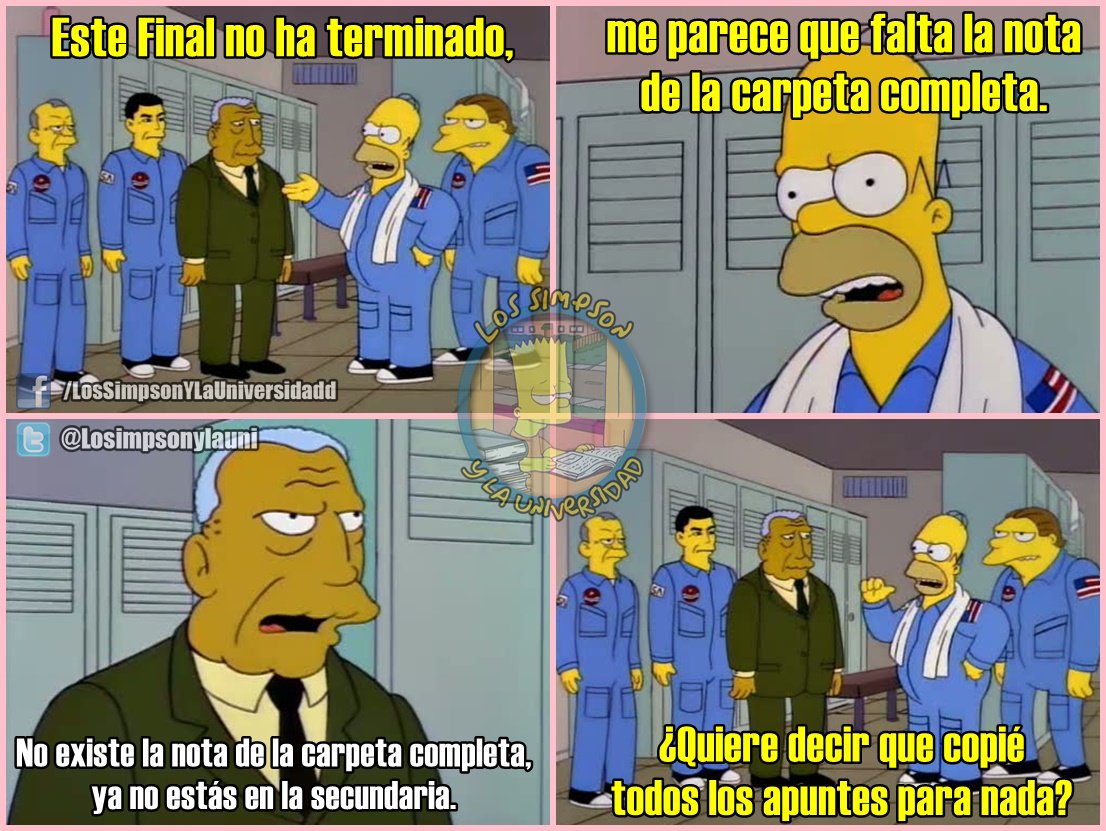 Este Final no ha terminado,
me parece que falta la nota
de la carpeta completa.
f /LosSimpsonYLaUniversidadd
LOS SIMPSON
Y LA UNIVERSIDAD
@Losimpsonylauni
No existe la nota de la carpeta completa,
ya no estás en la secundaria.
¿Quiere decir que copié
todos los apuntes para nada?